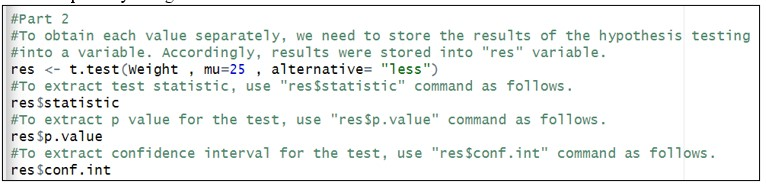 #Part 2
#To obtain each value separately, we need to store the results of the hypothesis testing
#into a variable. Accordingly, results were stored into "res" variable.
res <- t.test(Weight , mu=25 , alternative= "less")
#To extract test statistic, use "res$statistic" command as follows.
res$statistic
#To extract p value for the test, use "res$p.value" command as follows.
res$p.value
#To extract confidence interval for the test, use "res$conf.int" command as follows.
res$conf.int